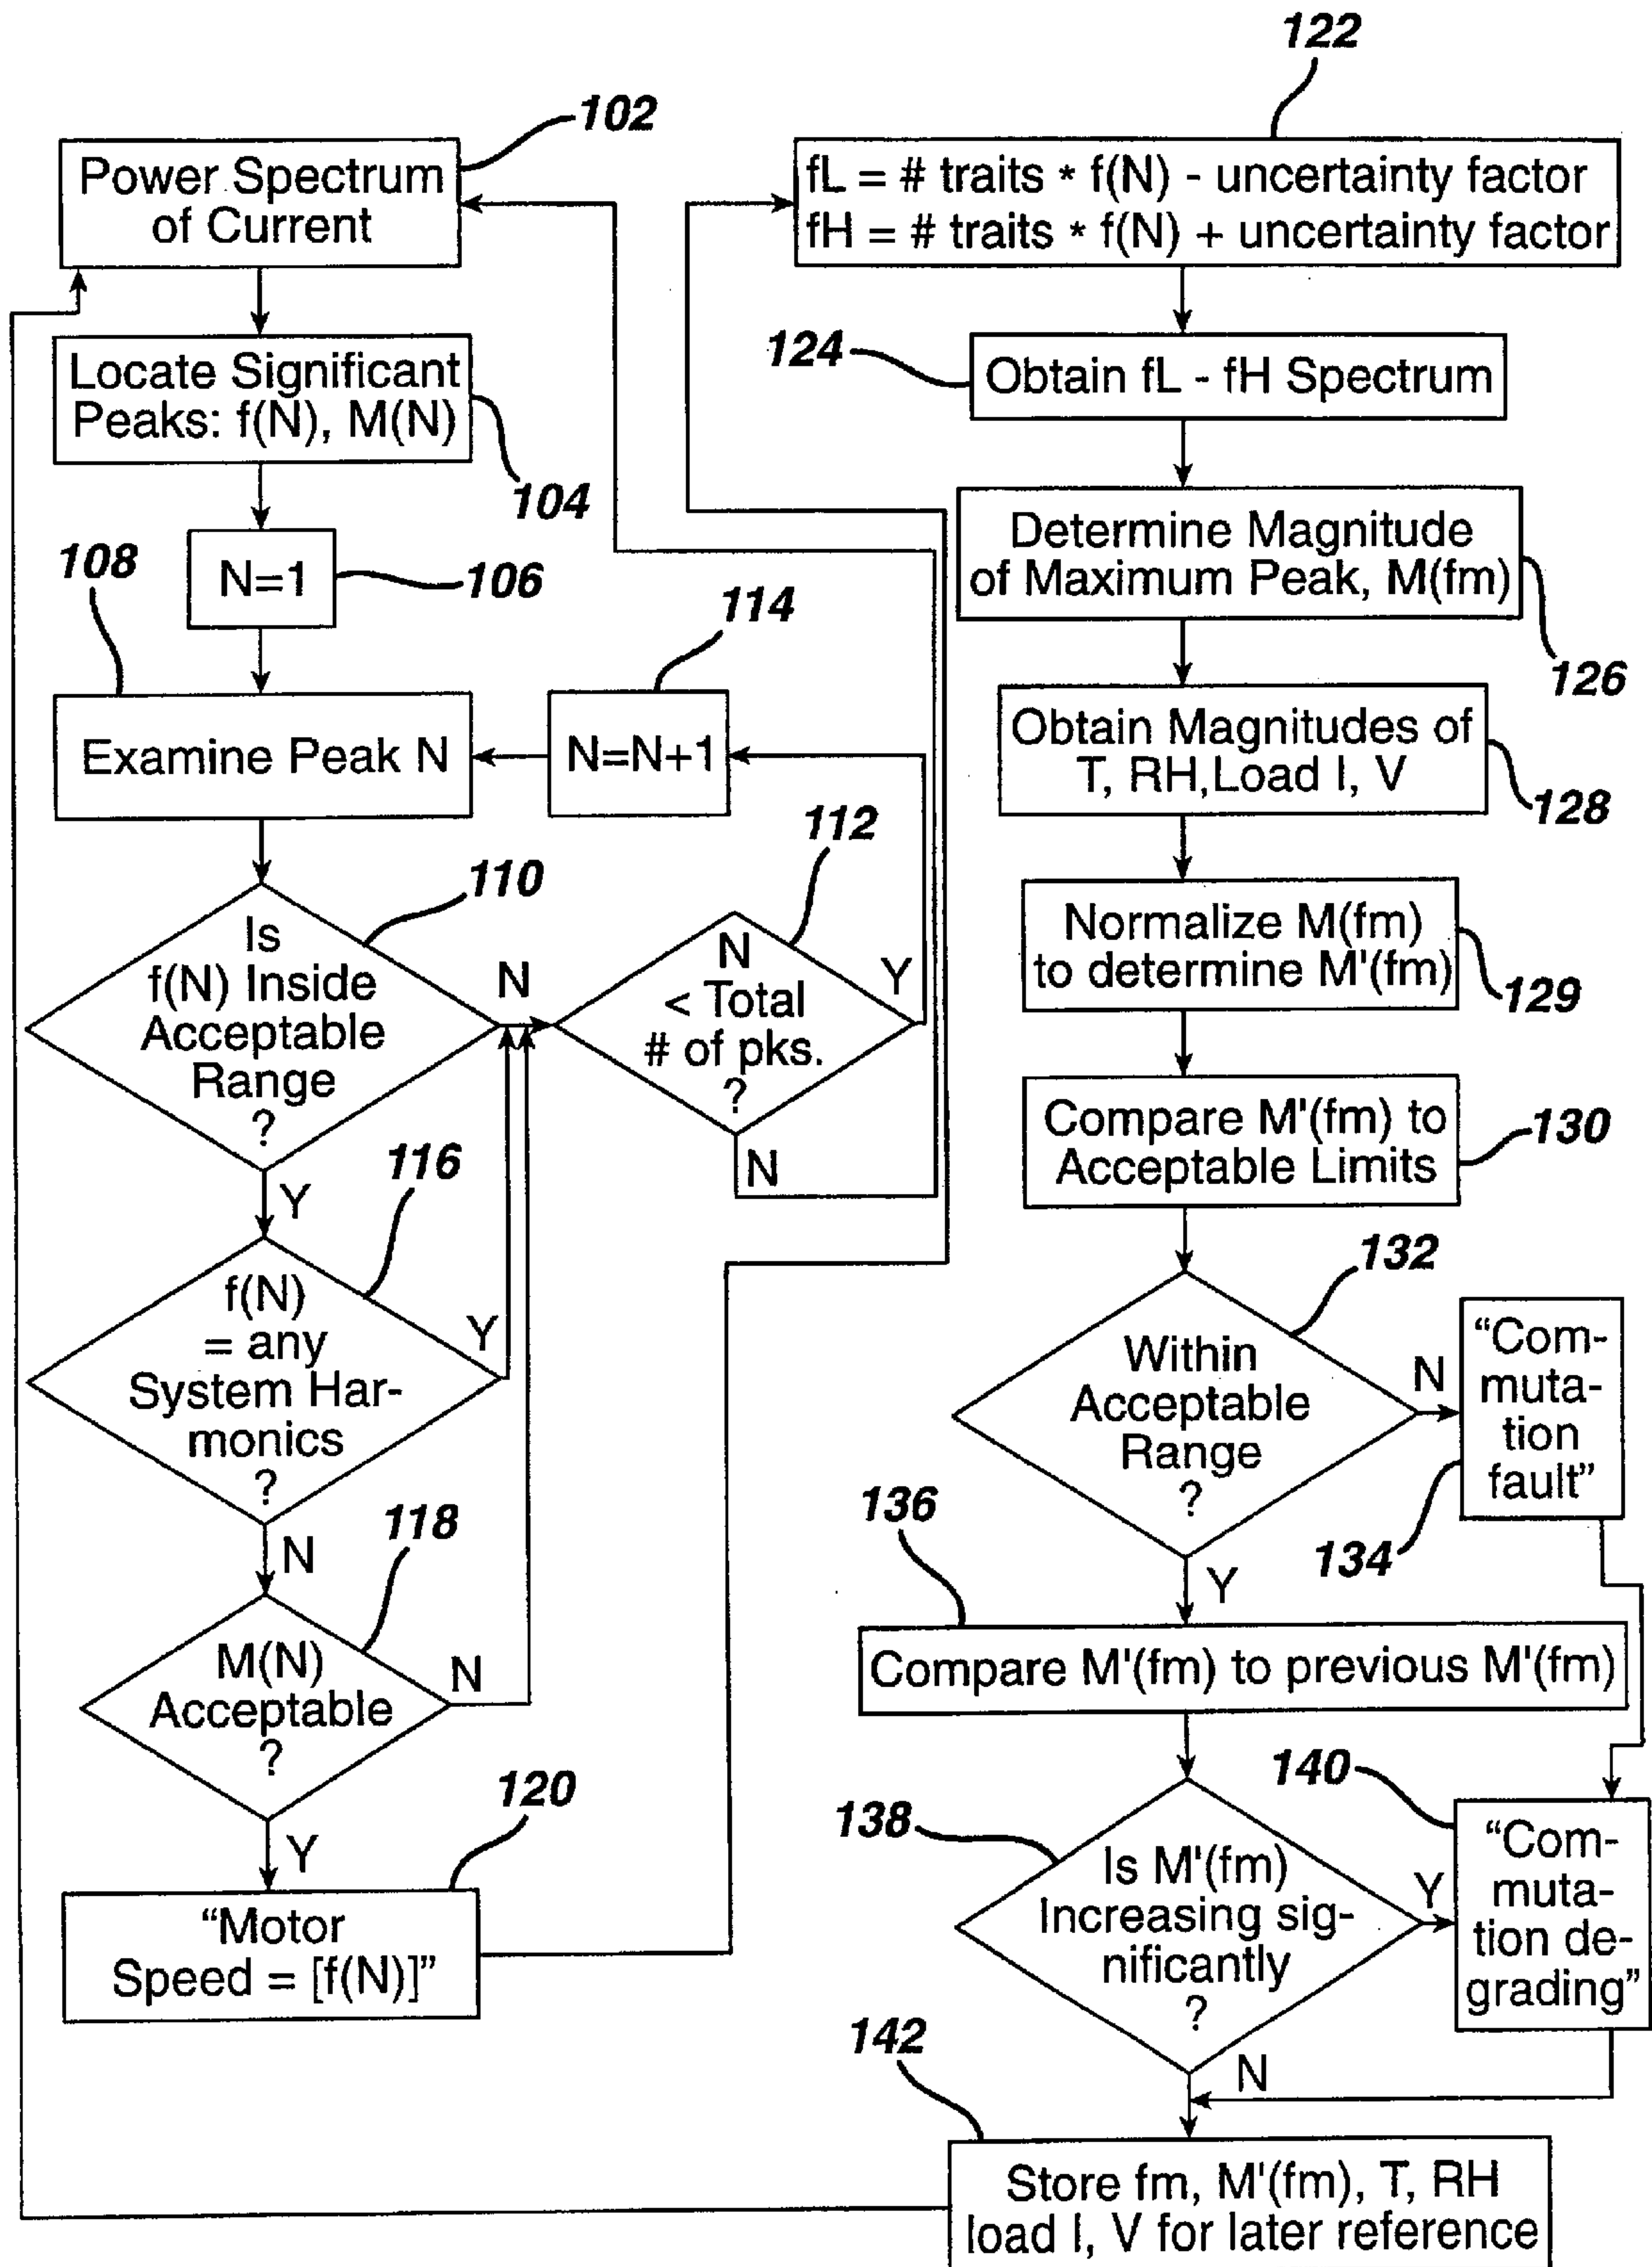 102
Power Spectrum
of Current
Locate Significant
Peaks: f(N), M(N)
104
N=1
106
108
Examine Peak N
114
N=N+1
110
Is
f(N) Inside
Acceptable
Range
?
N
Y
112
N
< Total
# of pks.
?
Y
N
116
f(N)
= any
System Har-
monics
?
Y
N
118
M(N)
Acceptable
?
N
Y
120
“Motor
Speed = [f(N)]”
122
fL = # traits * f(N) - uncertainty factor
fH = # traits * f(N) + uncertainty factor
124
Obtain fL - fH Spectrum
Determine Magnitude
of Maximum Peak, M(fm)
126
Obtain Magnitudes of
T, RH,Load I, V
128
Normalize M(fm)
to determine M'(fm)
129
Compare M'(fm) to
Acceptable Limits
130
132
Within
Acceptable
Range
?
N
Y
“Com-
muta-
tion
fault”
134
136
Compare M'(fm) to previous M'(fm)
138
Is M'(fm)
Increasing sig-
nificantly
?
Y
N
140
“Com-
muta-
tion de-
grading”
142
Store fm, M'(fm), T, RH
load I, V for later reference